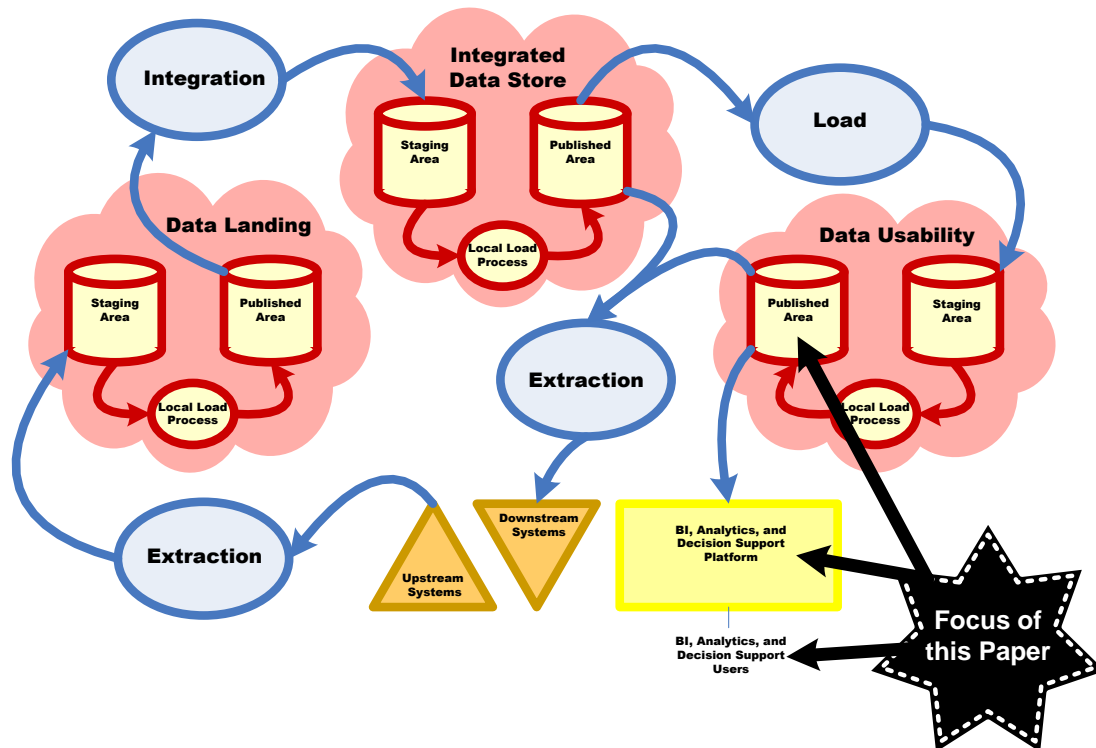 Integration
Integrated
Data Store
Staging
Area
Published
Area
Local Load
Process
Load
Data Landing
Staging
Area
Published
Area
Local Load
Process
Data Usability
Published
Area
Staging
Area
Local Load
Process
Extraction
Extraction
Upstream
Systems
Downstream
Systems
BI, Analytics, and
Decision Support
Platform
BI, Analytics, and
Decision Support
Users
Focus of
this Paper